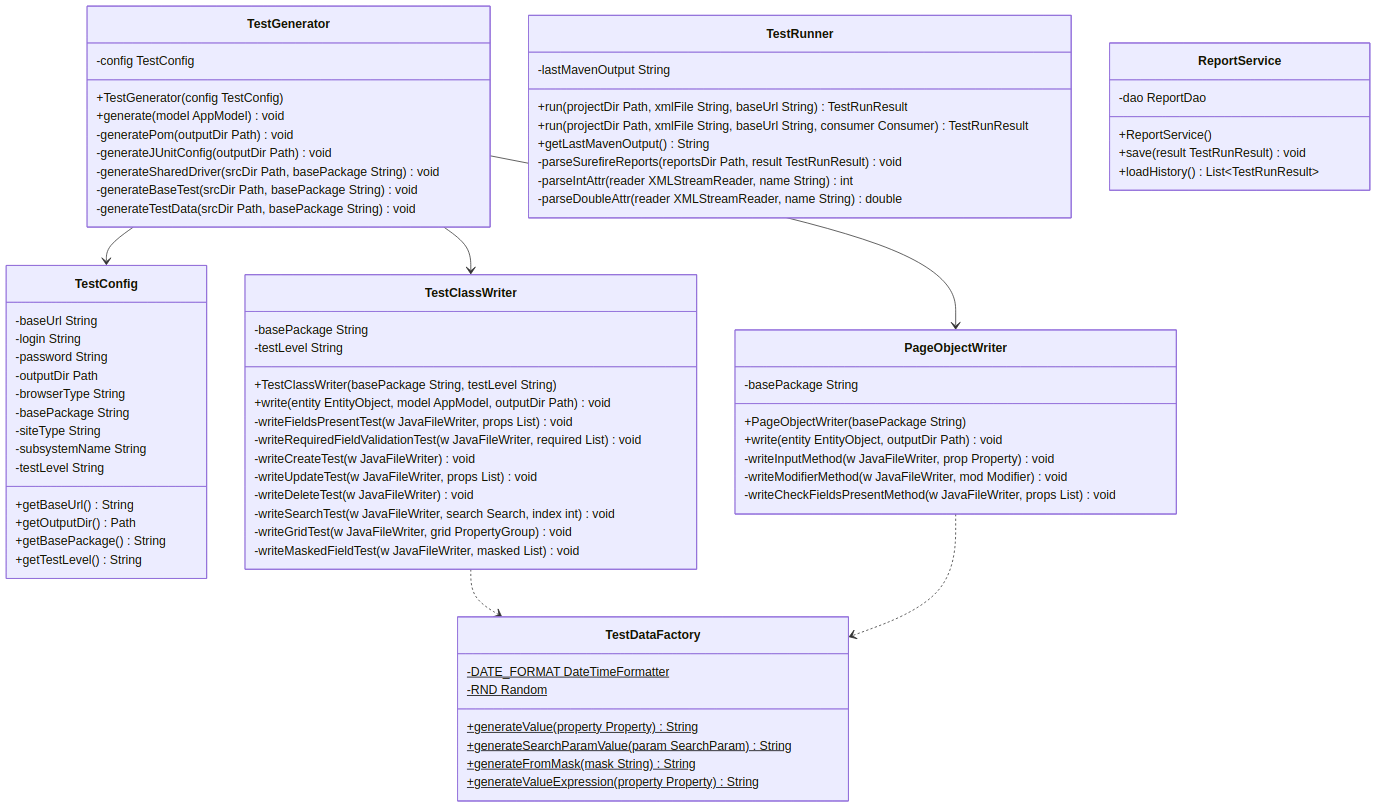 TestGenerator
-config TestConfig
+TestGenerator(config TestConfig)
+generate(model AppModel) : void
-generatePom(outputDir Path) : void
-generateJUnitConfig(outputDir Path) : void
-generateSharedDriver(srcDir Path, basePackage String) : void
-generateBaseTest(srcDir Path, basePackage String) : void
-generateTestData(srcDir Path, basePackage String) : void
TestRunner
-lastMavenOutput String
+run(projectDir Path, xmlFile String, baseUrl String) : TestRunResult
+run(projectDir Path, xmlFile String, baseUrl String, consumer Consumer) : TestRunResult
+getLastMavenOutput() : String
-parseSurefireReports(reportsDir Path, result TestRunResult) : void
-parseIntAttr(reader XMLStreamReader, name String) : int
-parseDoubleAttr(reader XMLStreamReader, name String) : double
ReportService
-dao ReportDao
+ReportService()
+save(result TestRunResult) : void
+loadHistory() : List<TestRunResult>
TestConfig
-baseUrl String
-login String
-password String
-outputDir Path
-browserType String
-basePackage String
-siteType String
-subsystemName String
-testLevel String
+getBaseUrl() : String
+getOutputDir() : Path
+getBasePackage() : String
+getTestLevel() : String
TestClassWriter
-basePackage String
-testLevel String
+TestClassWriter(basePackage String, testLevel String)
+write(entity EntityObject, model AppModel, outputDir Path) : void
-writeFieldsPresentTest(w JavaFileWriter, props List) : void
-writeRequiredFieldValidationTest(w JavaFileWriter, required List) : void
-writeCreateTest(w JavaFileWriter) : void
-writeUpdateTest(w JavaFileWriter, props List) : void
-writeDeleteTest(w JavaFileWriter) : void
-writeSearchTest(w JavaFileWriter, search Search, index int) : void
-writeGridTest(w JavaFileWriter, grid PropertyGroup) : void
-writeMaskedFieldTest(w JavaFileWriter, masked List) : void
PageObjectWriter
-basePackage String
+PageObjectWriter(basePackage String)
+write(entity EntityObject, outputDir Path) : void
-writeInputMethod(w JavaFileWriter, prop Property) : void
-writeModifierMethod(w JavaFileWriter, mod Modifier) : void
-writeCheckFieldsPresentMethod(w JavaFileWriter, props List) : void
TestDataFactory
-DATE_FORMAT DateTimeFormatter
-RND Random
+generateValue(property Property) : String
+generateSearchParamValue(param SearchParam) : String
+generateFromMask(mask String) : String
+generateValueExpression(property Property) : String